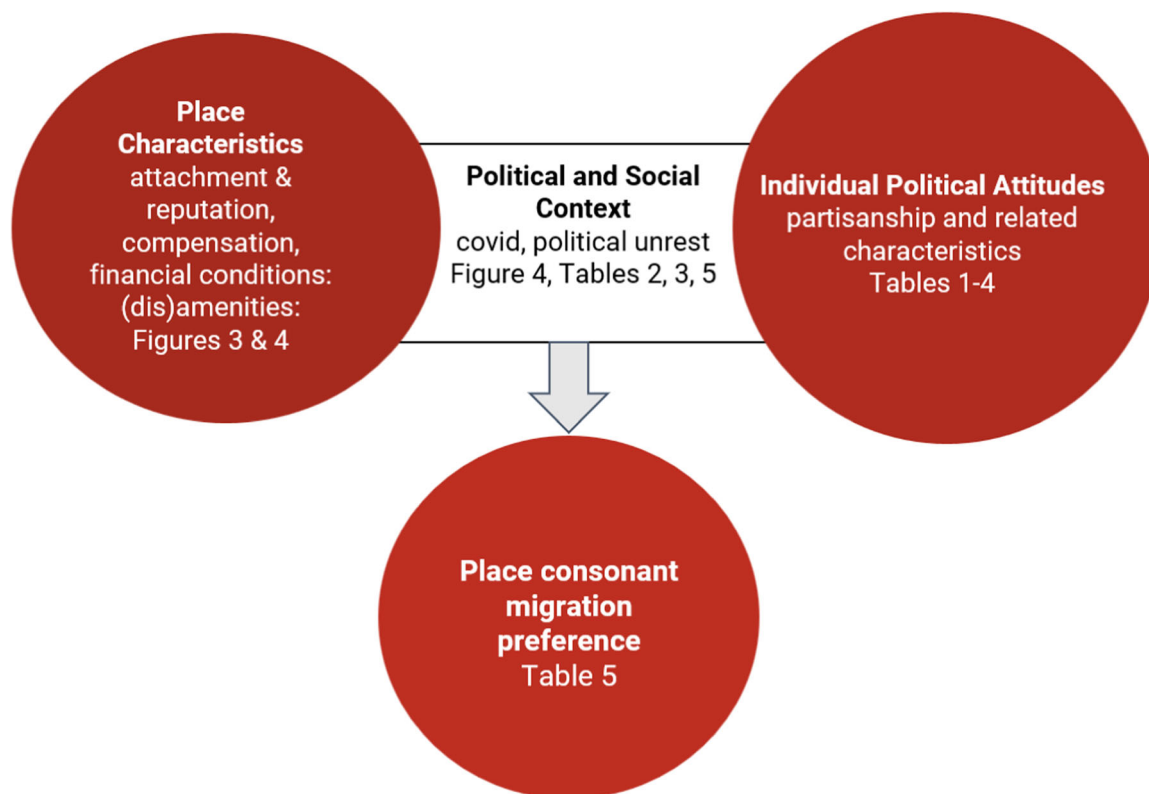 Place
Characteristics
attachment &
reputation,
compensation,
financial conditions:
(dis)amenities:
Figures 3 & 4
Political and Social
Context
covid, political unrest
Figure 4, Tables 2, 3, 5
Individual Political Attitudes
partisanship and related
characteristics
Tables 1-4
Place consonant
migration
preference
Table 5